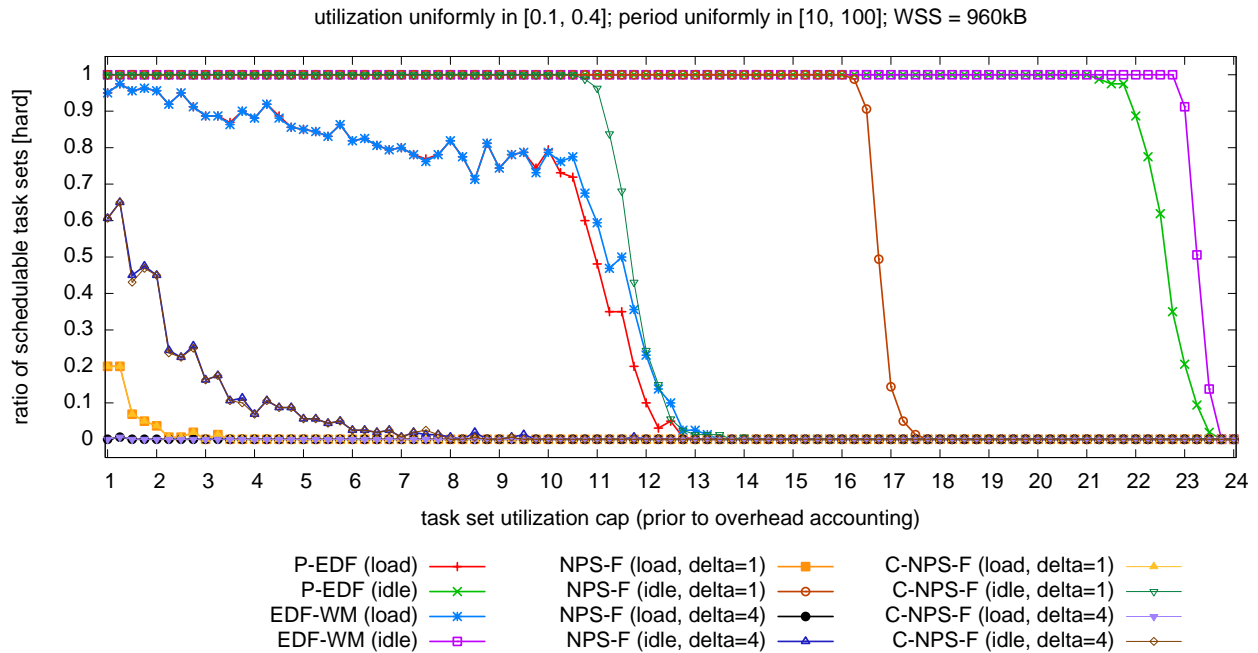 utilization uniformly in [0.1, 0.4]; period uniformly in [10, 100]; WSS = 960kB
ratio of schedulable task sets [hard]
1
0.9
0.8
0.7
0.6
0.5
0.4
0.3
0.2
0.1
0
1 2 3 4 5 6 7 8 9 10 11 12 13 14 15 16 17 18 19 20 21 22 23 24
task set utilization cap (prior to overhead accounting)
P-EDF (load) NPS-F (load, delta=1) C-NPS-F (load, delta=1)
P-EDF (idle) NPS-F (idle, delta=1) C-NPS-F (idle, delta=1)
EDF-WM (load) NPS-F (load, delta=4) C-NPS-F (load, delta=4)
EDF-WM (idle) NPS-F (idle, delta=4) C-NPS-F (idle, delta=4)